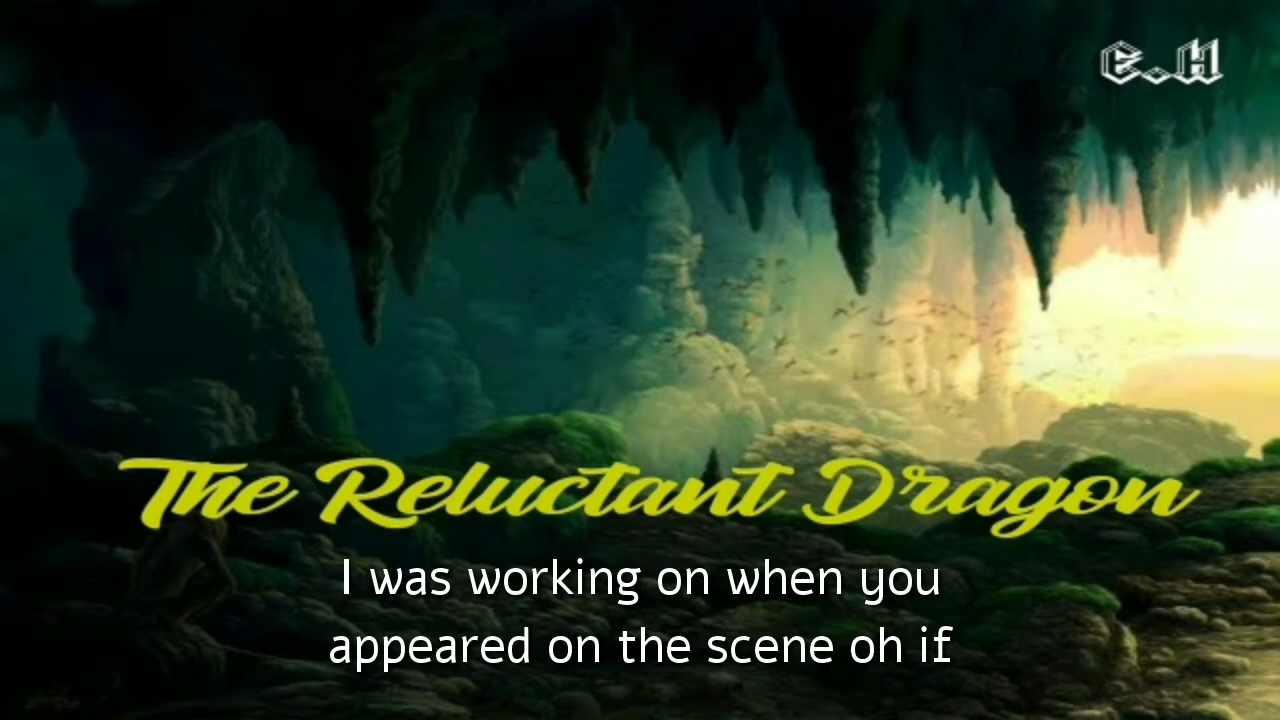 C.H
The Reluctant Dragon
I was working on when you
appeared on the scene oh if